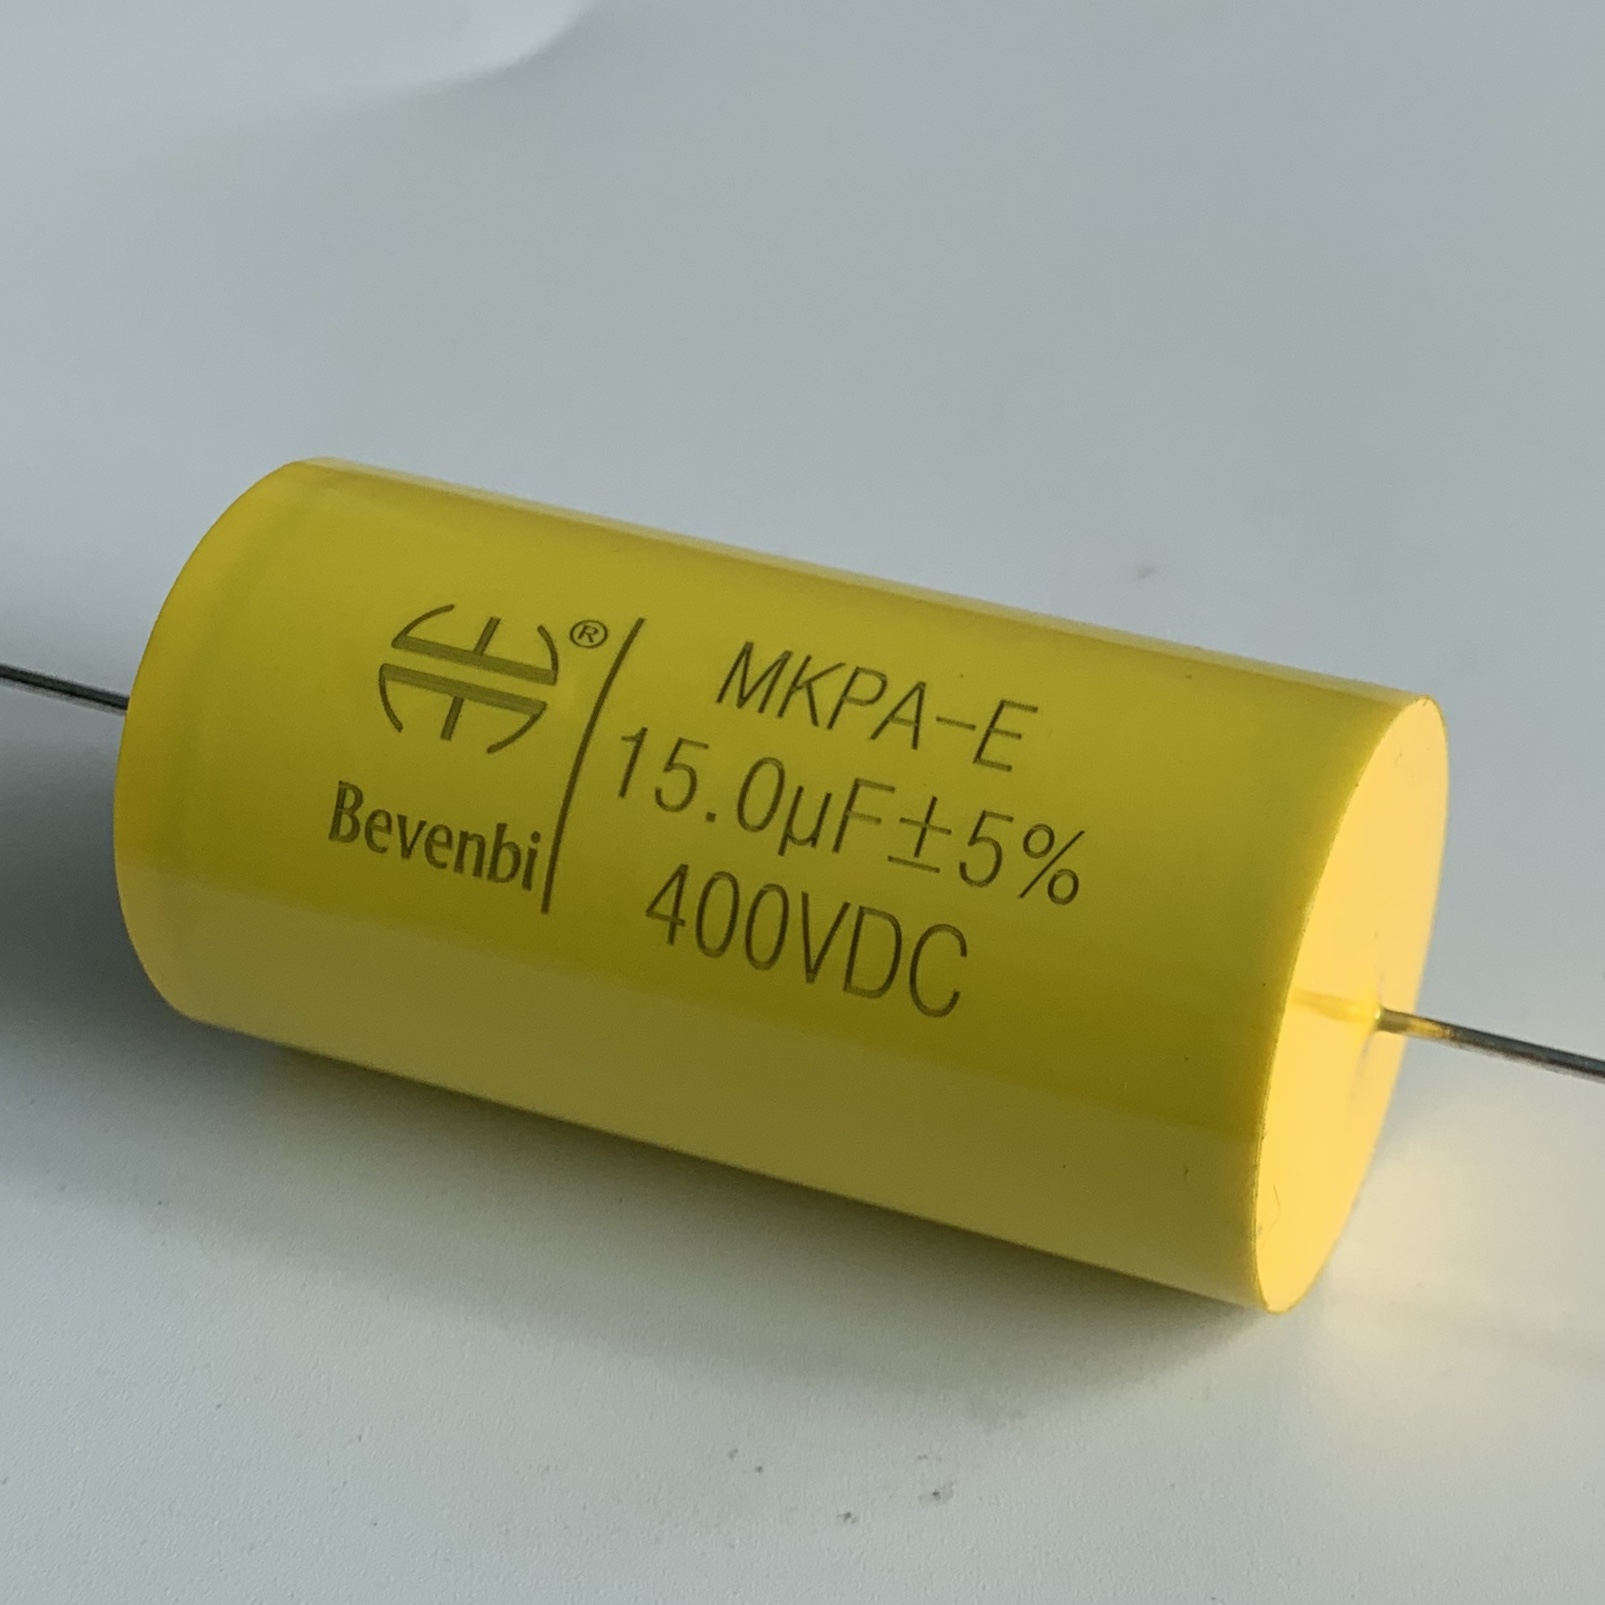 ®
Bevenbi
MKPA-E
15.0µF±5%
400VDC